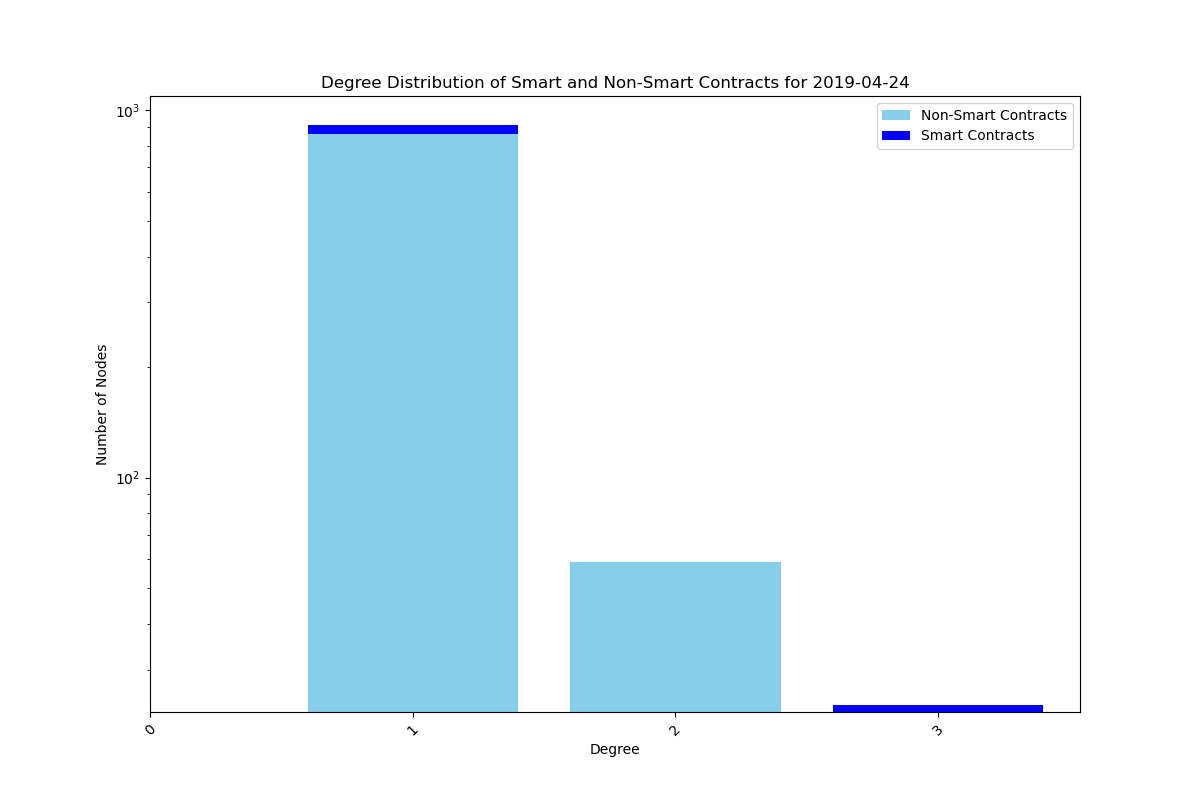 Degree Distribution of Smart and Non-Smart Contracts for 2019-04-24
Non-Smart Contracts
Smart Contracts
10³
10²
Number of Nodes
0
1
2
3
Degree